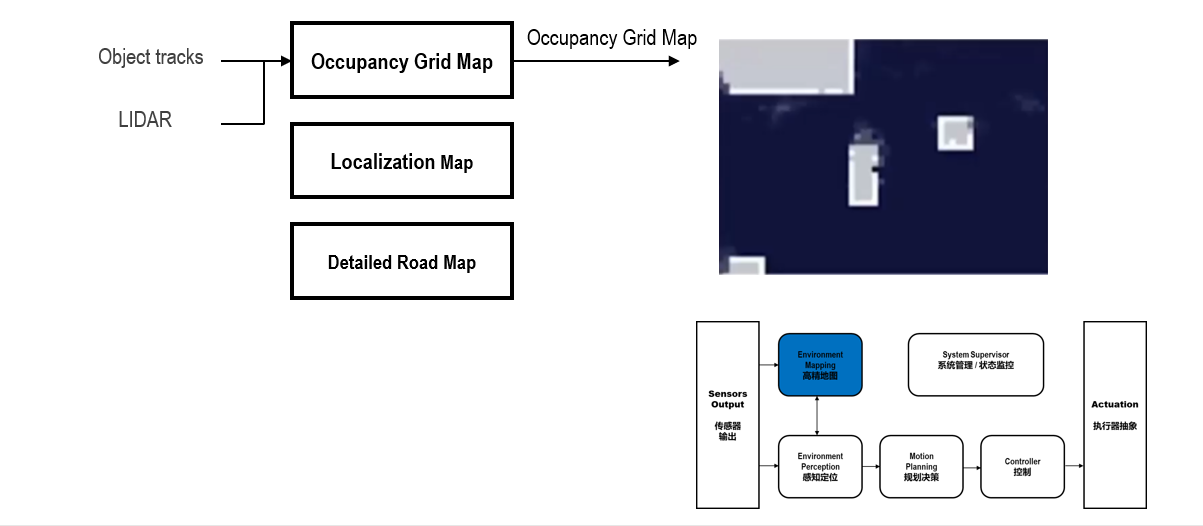 Object tracks
LIDAR
Occupancy Grid Map
Occupancy Grid Map
Localization Map
Detailed Road Map
Sensors
Output
传感器
输出
Environment
Mapping
高精地图
System Supervisor
系统管理 / 状态监控
Environment
Perception
感知定位
Motion
Planning
规划决策
Controller
控制
Actuation
执行器抽象